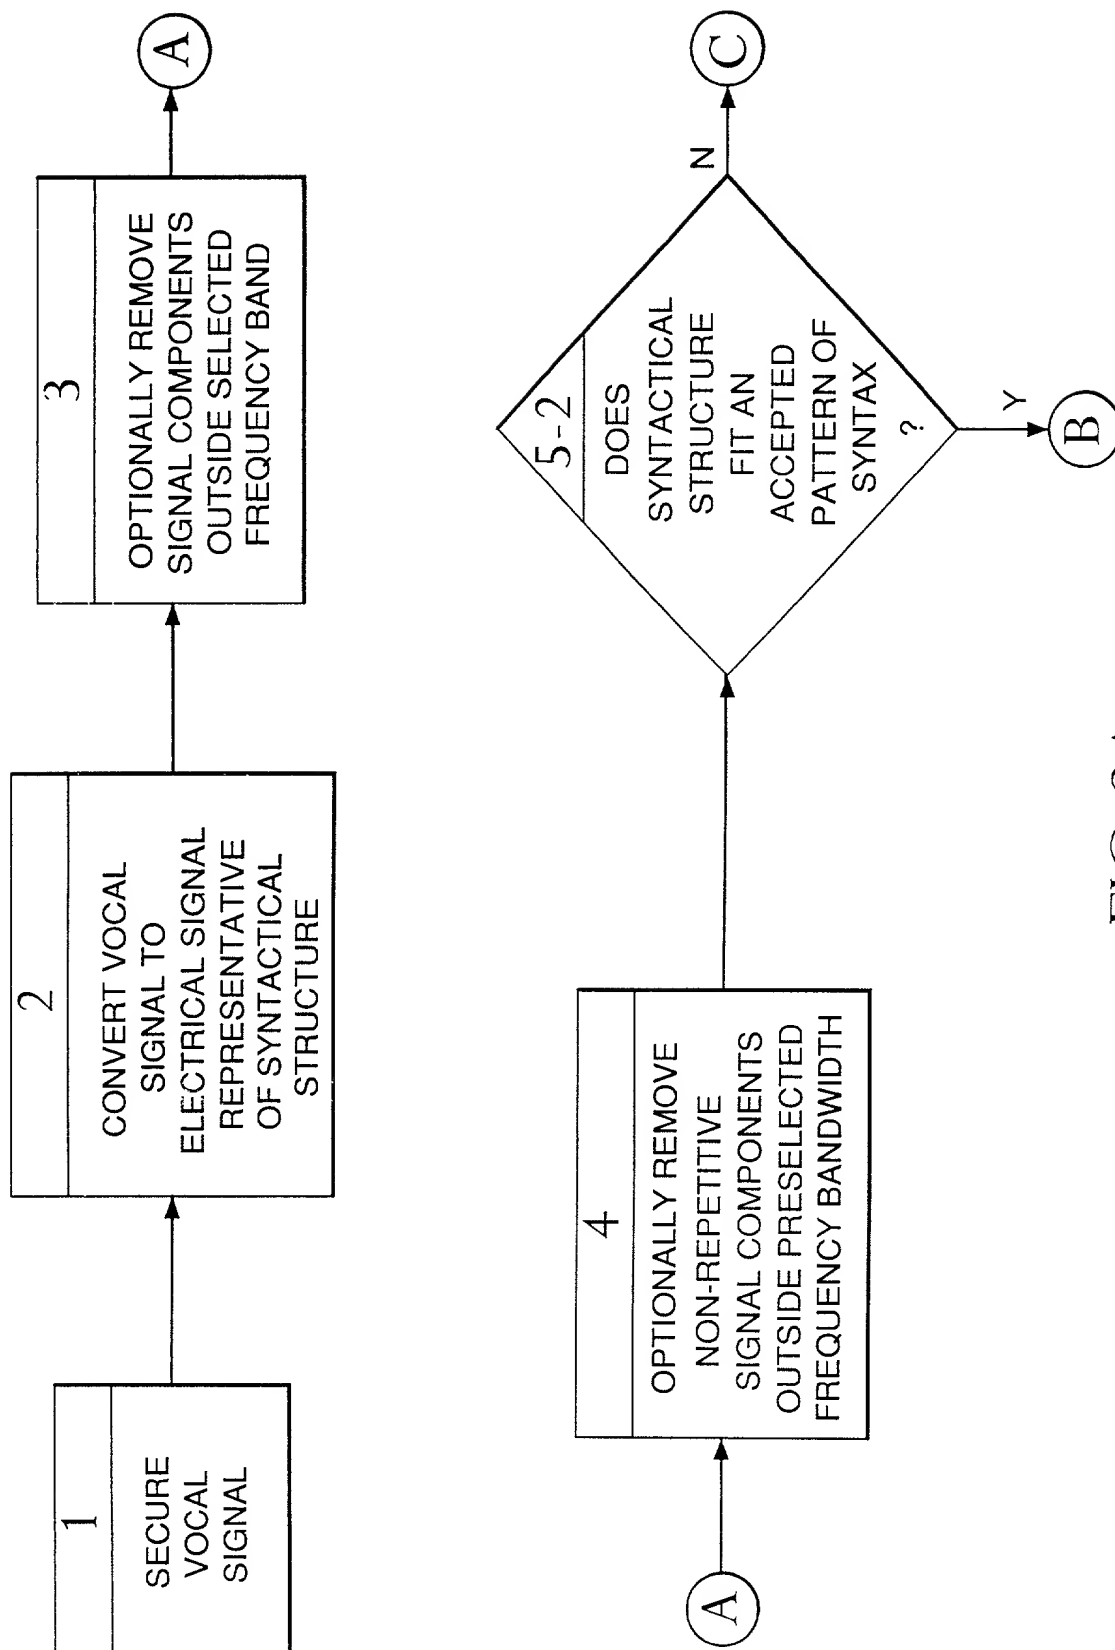 1
SECURE
VOCAL
SIGNAL
2
CONVERT VOCAL
SIGNAL TO
ELECTRICAL SIGNAL
REPRESENTATIVE
OF SYNTACTICAL
STRUCTURE
3
OPTIONALLY REMOVE
SIGNAL COMPONENTS
OUTSIDE SELECTED
FREQUENCY BAND
A
A
4
OPTIONALLY REMOVE
NON-REPETITIVE
SIGNAL COMPONENTS
OUTSIDE PRESELECTED
FREQUENCY BANDWIDTH
5-2
DOES
SYNTACTICAL
STRUCTURE
FIT AN
ACCEPTED
PATTERN OF
SYNTAX
?
N
C
Y
B